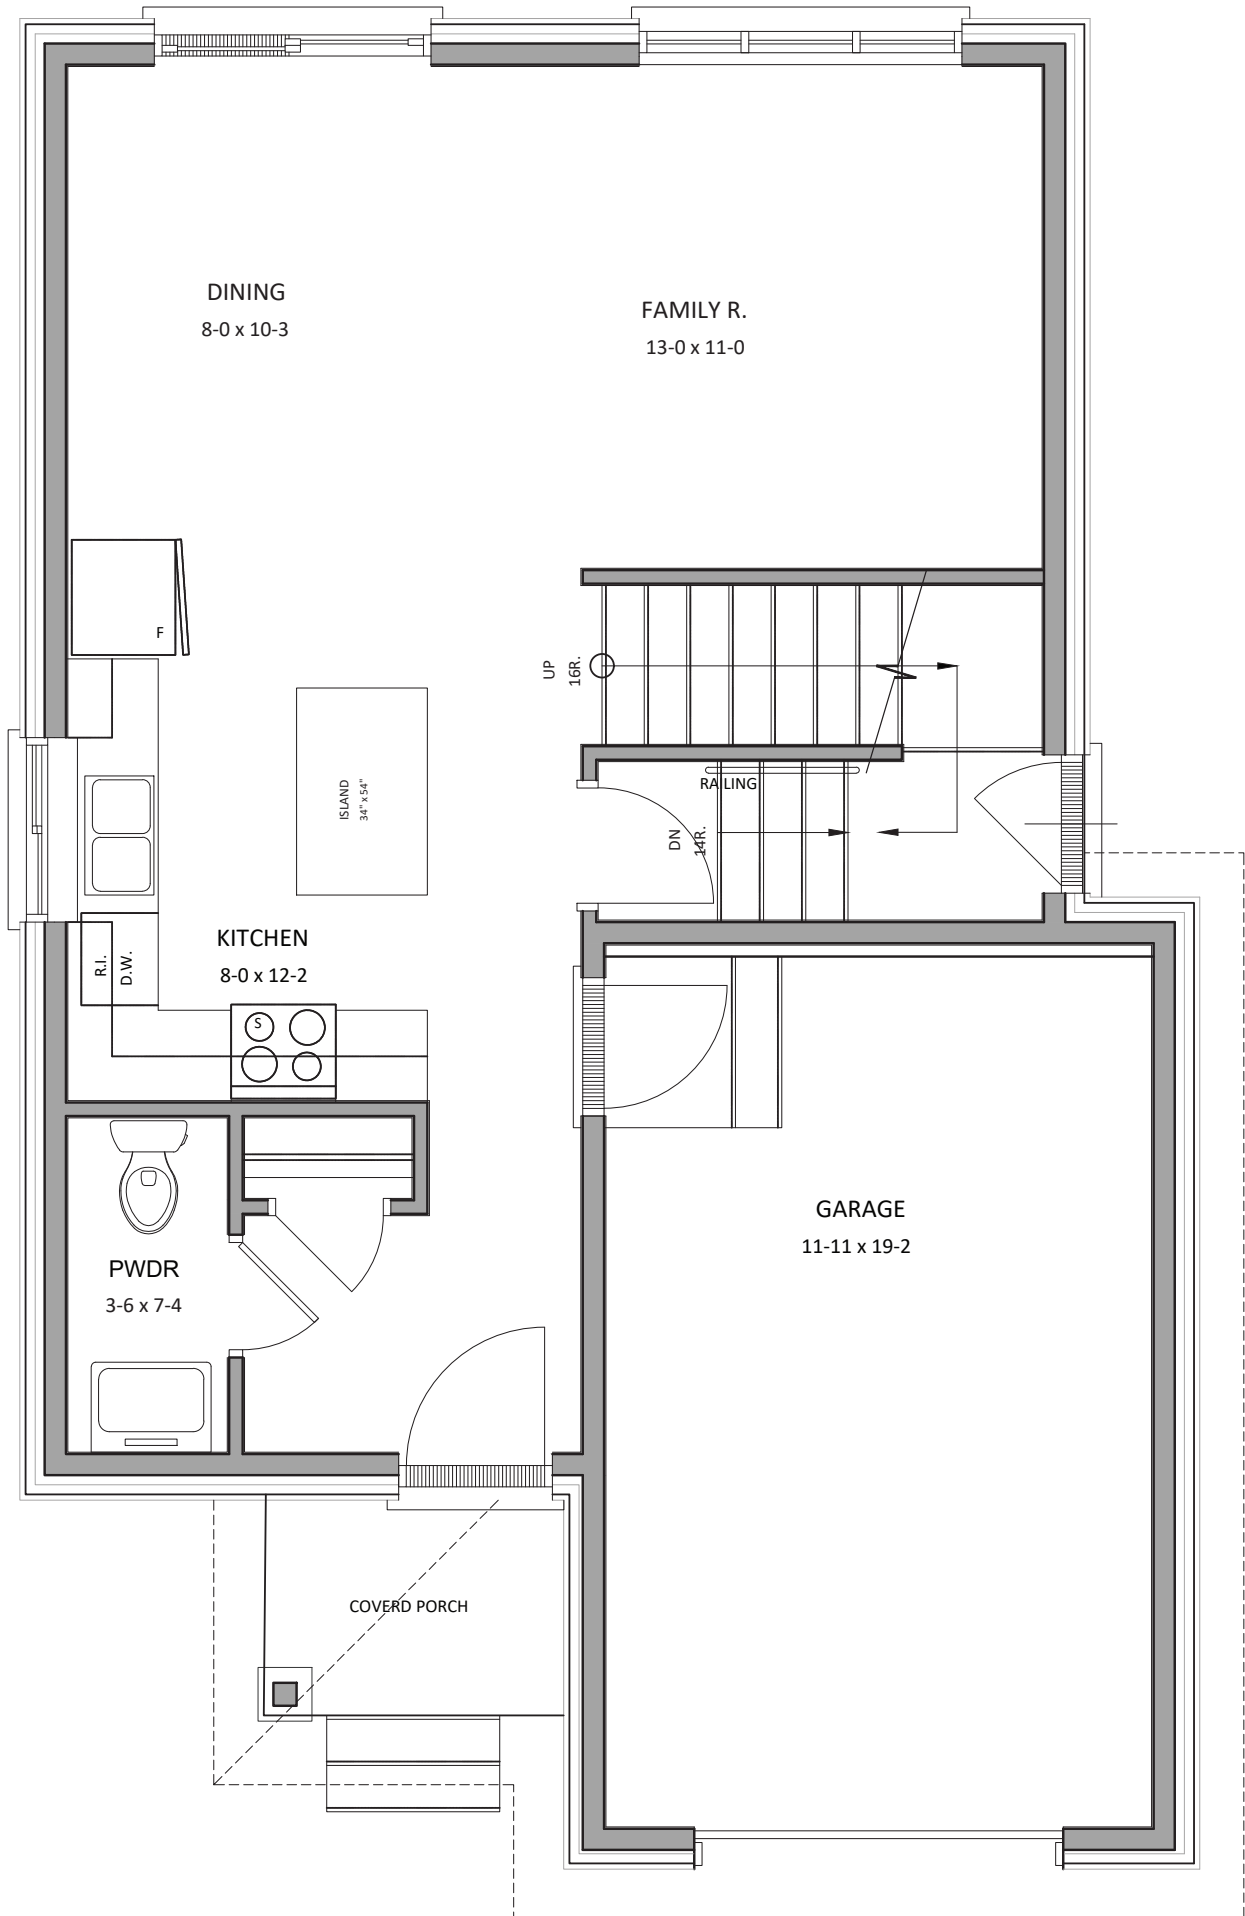 DINING
8-0 x 10-3
FAMILY R.
13-0 x 11-0
F
UP
16R.
RAILING
DN
14R.
ISLAND
34" x 54"
KITCHEN
8-0 x 12-2
R.I.
D.W.
S
GARAGE
11-11 x 19-2
PWDR
3-6 x 7-4
COVERD PORCH